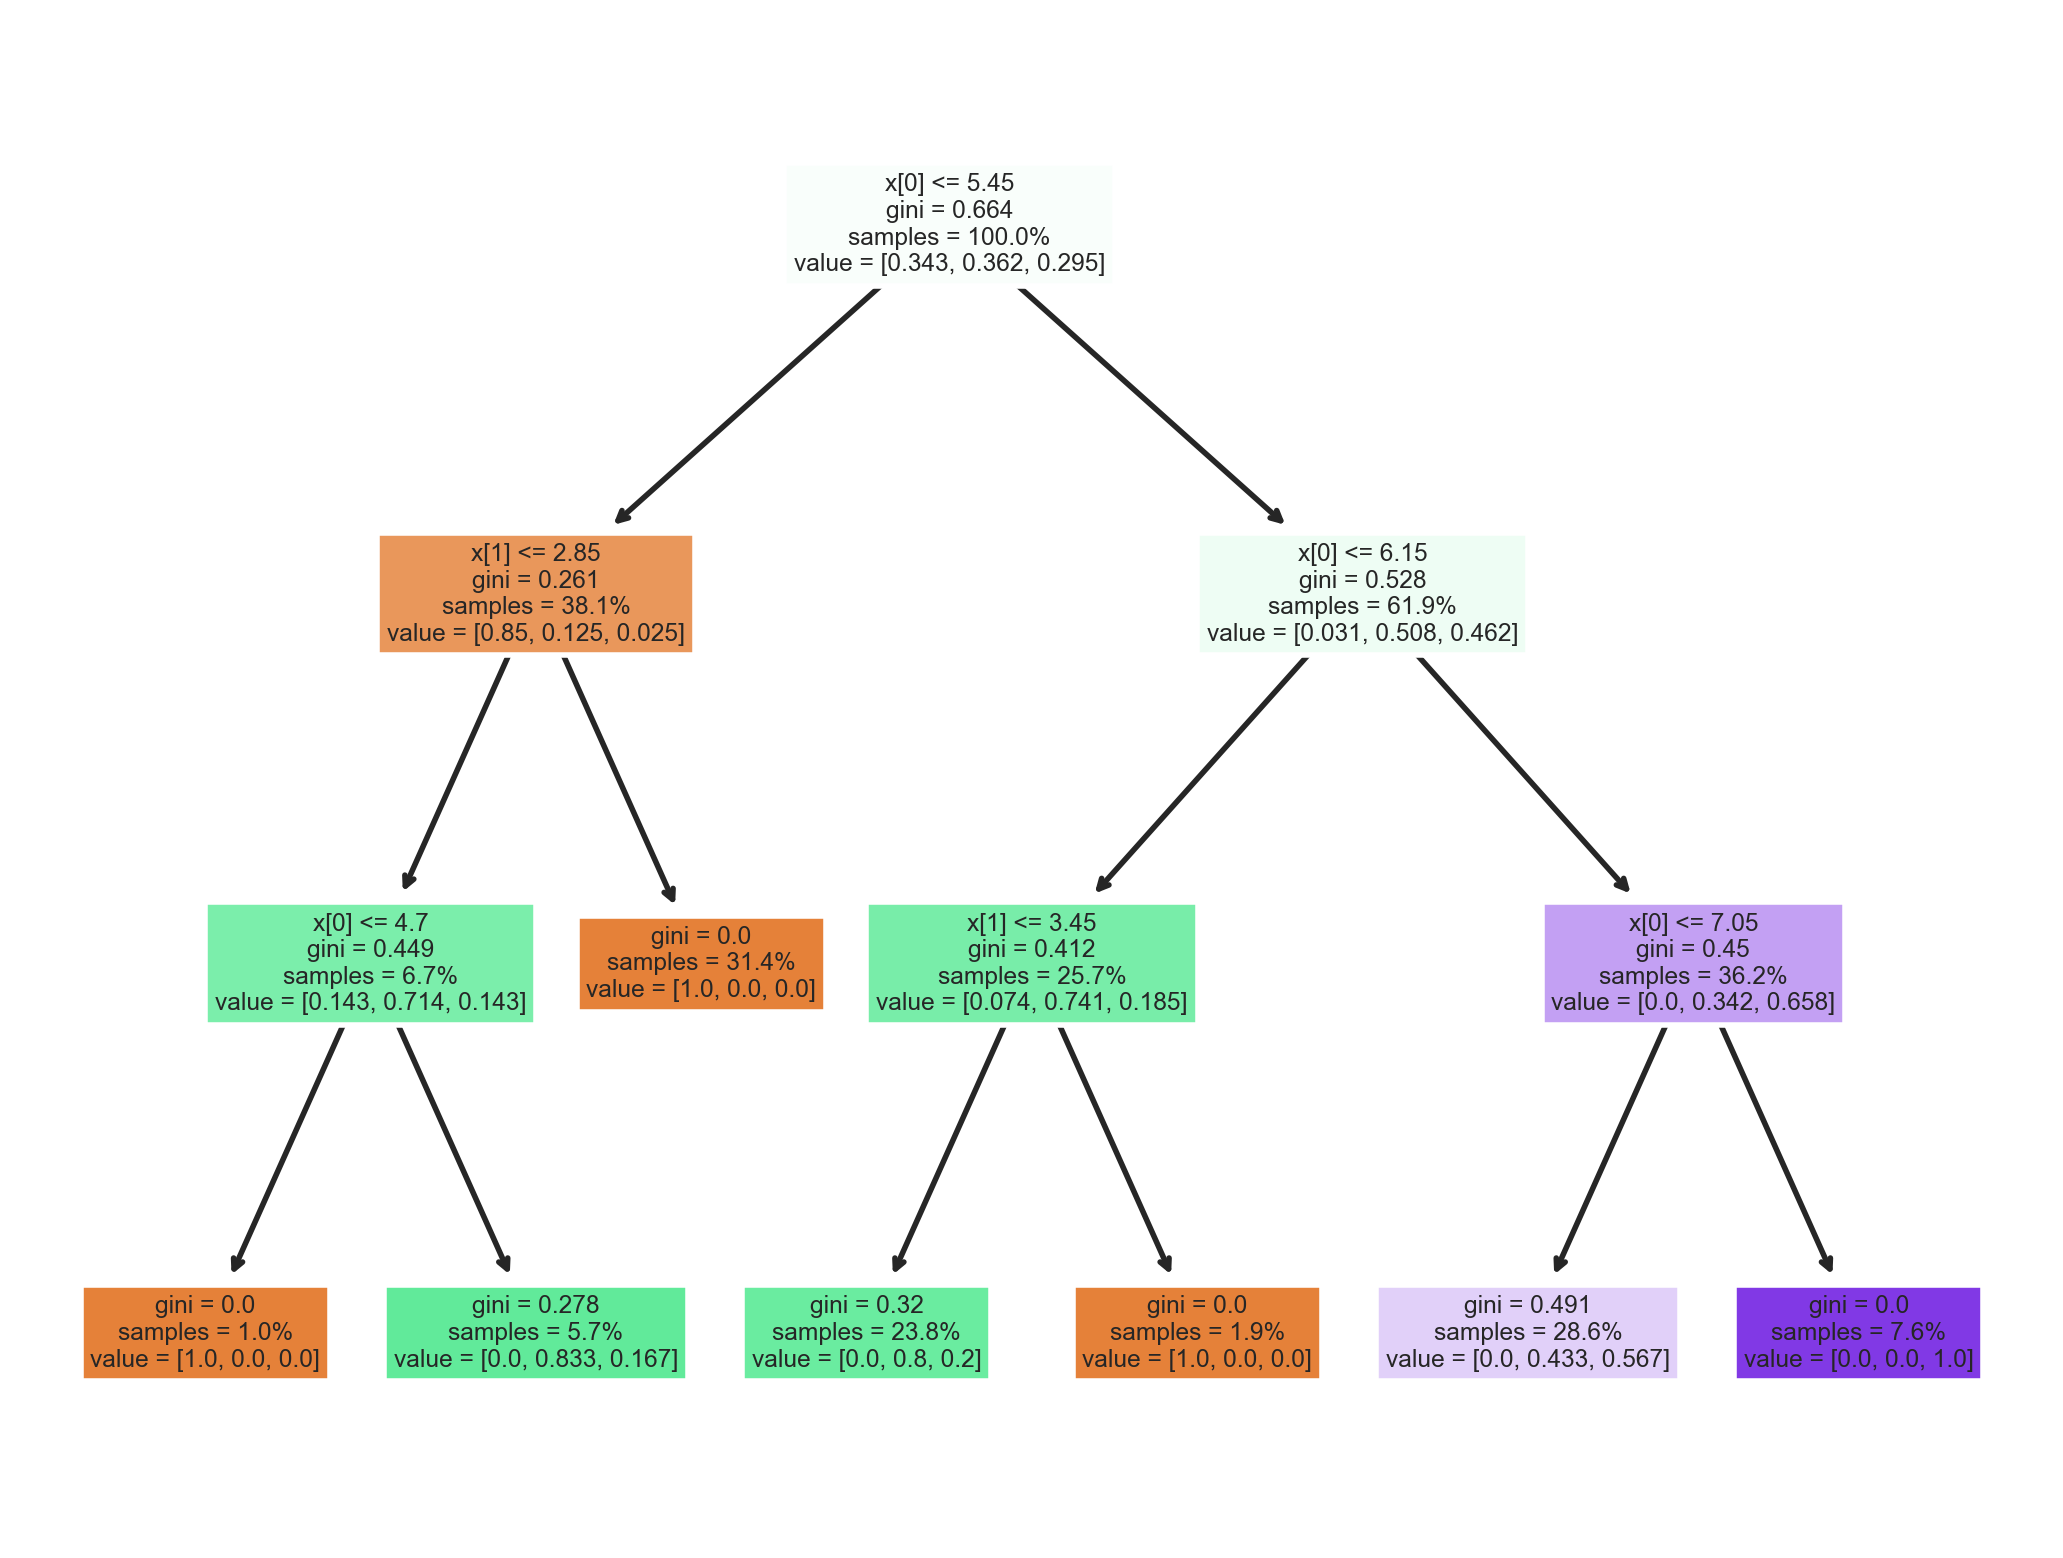 x[0] <= 5.45
gini = 0.664
samples = 100.0%
value = [0.343, 0.362, 0.295]
x[1] <= 2.85
gini = 0.261
samples = 38.1%
value = [0.85, 0.125, 0.025]
x[0] <= 6.15
gini = 0.528
samples = 61.9%
value = [0.031, 0.508, 0.462]
x[0] <= 4.7
gini = 0.449
samples = 6.7%
value = [0.143, 0.714, 0.143]
gini = 0.0
samples = 31.4%
value = [1.0, 0.0, 0.0]
x[1] <= 3.45
gini = 0.412
samples = 25.7%
value = [0.074, 0.741, 0.185]
x[0] <= 7.05
gini = 0.45
samples = 36.2%
value = [0.0, 0.342, 0.658]
gini = 0.0
samples = 1.0%
value = [1.0, 0.0, 0.0]
gini = 0.278
samples = 5.7%
value = [0.0, 0.833, 0.167]
gini = 0.32
samples = 23.8%
value = [0.0, 0.8, 0.2]
gini = 0.0
samples = 1.9%
value = [1.0, 0.0, 0.0]
gini = 0.491
samples = 28.6%
value = [0.0, 0.433, 0.567]
gini = 0.0
samples = 7.6%
value = [0.0, 0.0, 1.0]